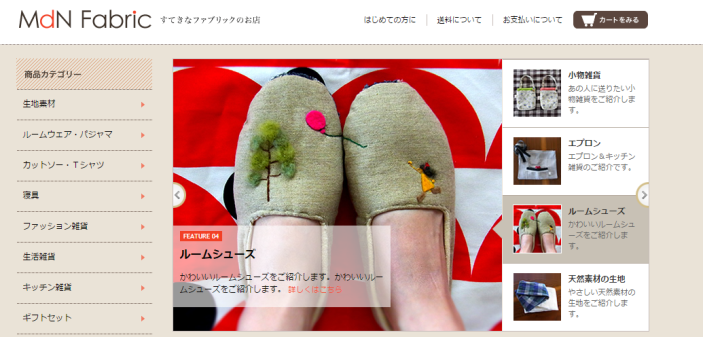 MdN Fabric
すてきなファブリックのお店
はじめての方に
送料について
お支払いについて
カートをみる
商品カテゴリー
生地素材
ルームウェア・パジャマ
カットソー・Tシャツ
寝具
ファッション雑貨
生活雑貨
キッチン雑貨
ギフトセット
FEATURE 04
ルームシューズ
かわいいルームシューズをご紹介します。かわいいルー
ムシューズをご紹介します。 詳しくはこちら
小物雑貨
あの人に送りたい小
物雑貨をご紹介しま
す。
エプロン
エプロン＆キッチン
雑貨のご紹介です。
ルームシューズ
かわいいルームシュ
ーズをご紹介しま
す。
天然素材の生地
やさしい天然素材の
生地をご紹介しま
す。